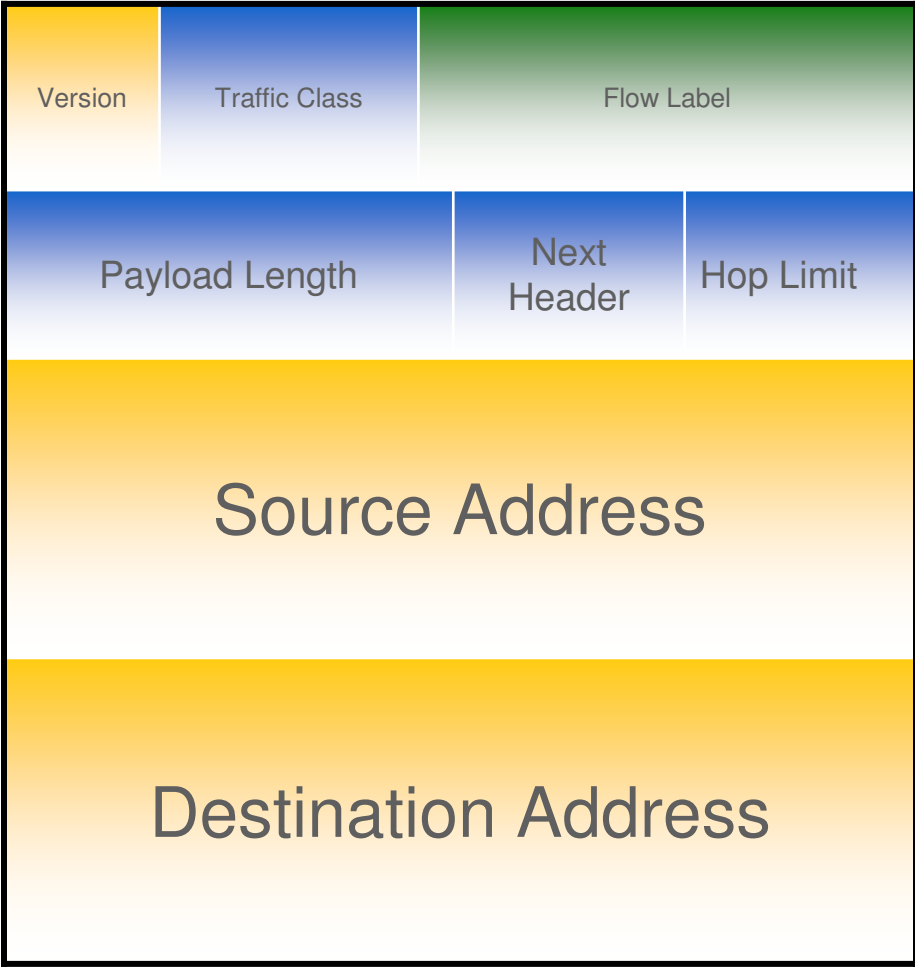 Version
Traffic Class
Flow Label
Payload Length
Next
Header
Hop Limit
Source Address
Destination Address